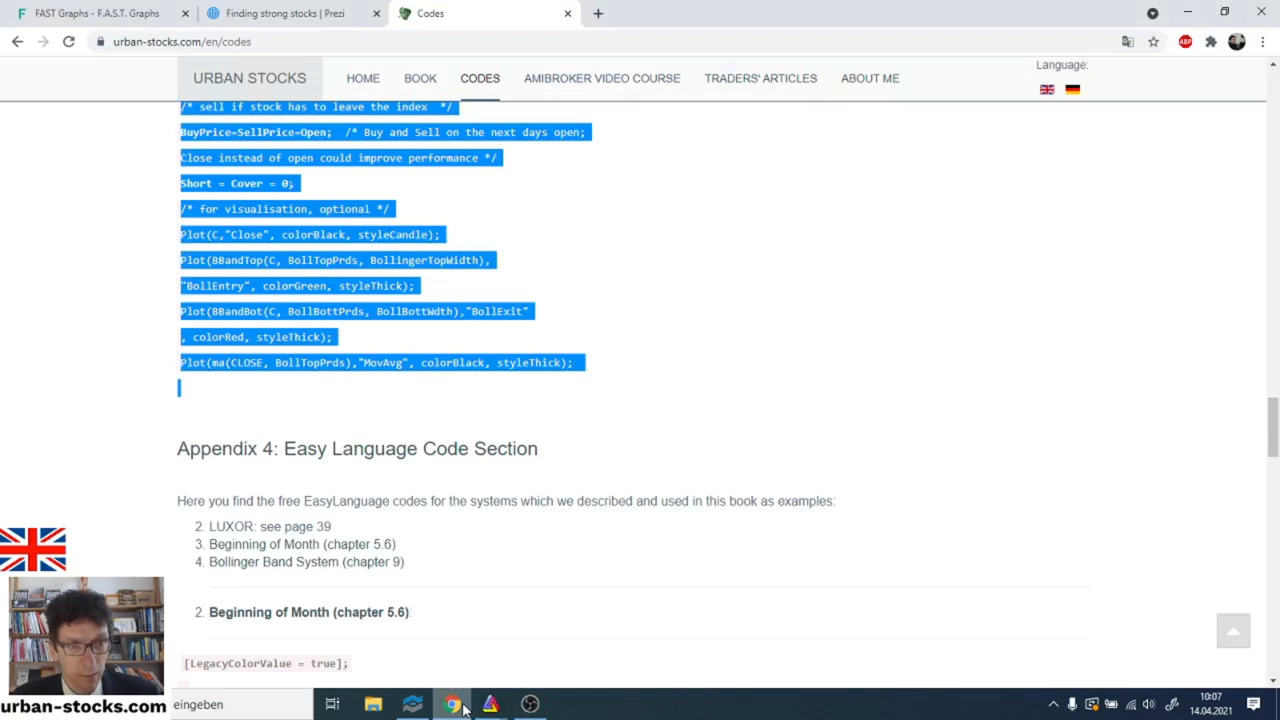 FAST Graphs - F.A.S.T. Graphs
Finding strong stocks | Prezi
Codes
urban-stocks.com/en/codes
ABP
URBAN STOCKS
HOME
BOOK
CODES
AMIBROKER VIDEO COURSE
TRADERS' ARTICLES
ABOUT ME
Language:
/* sell if stock has to leave the index */
BuyPrice=SellPrice=Open; /* Buy and Sell on the next days open;
Close instead of open could improve performance */
Short = Cover = 0;
/* for visualisation, optional */
Plot(C,"Close", colorBlack, styleCandle);
Plot(BBandTop(C, BollTopPrds, BollingerTopWidth),
"BollEntry", colorGreen, styleThick);
Plot(BBandBot(C, BollBottPrds, BollBottWdth),"BollExit"
, colorRed, styleThick);
Plot(ma(CLOSE, BollTopPrds),"MovAvg", colorBlack, styleThick);
Appendix 4: Easy Language Code Section
Here you find the free EasyLanguage codes for the systems which we described and used in this book as examples:
2. LUXOR: see page 39
3. Beginning of Month (chapter 5.6)
4. Bollinger Band System (chapter 9)
2. Beginning of Month (chapter 5.6):
[LegacyColorValue = true];
urban-stocks.com
eingeben
10:07
14.04.2021